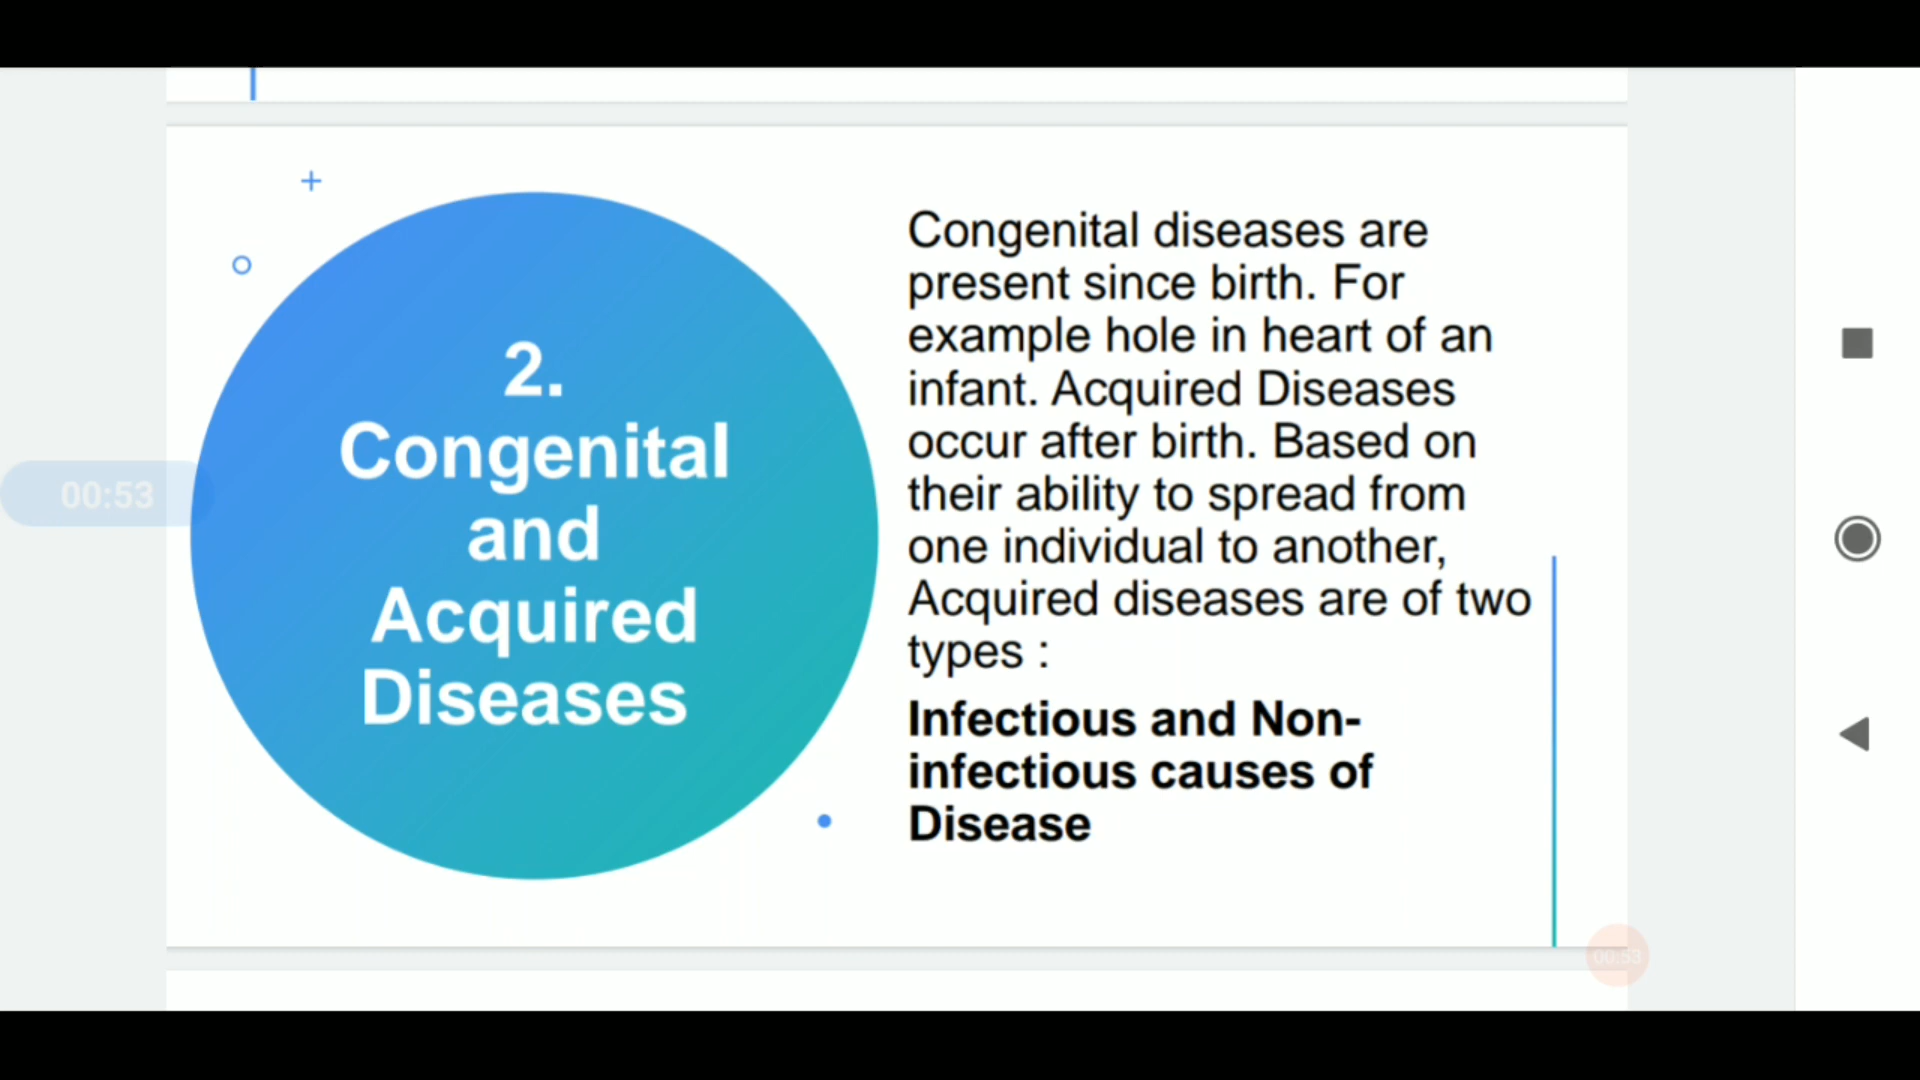 2.
Congenital
and
Acquired
Diseases
Congenital diseases are
present since birth. For
example hole in heart of an
infant. Acquired Diseases
occur after birth. Based on
their ability to spread from
one individual to another,
Acquired diseases are of two
types :
Infectious and Non-
infectious causes of
Disease
00:53
00:53